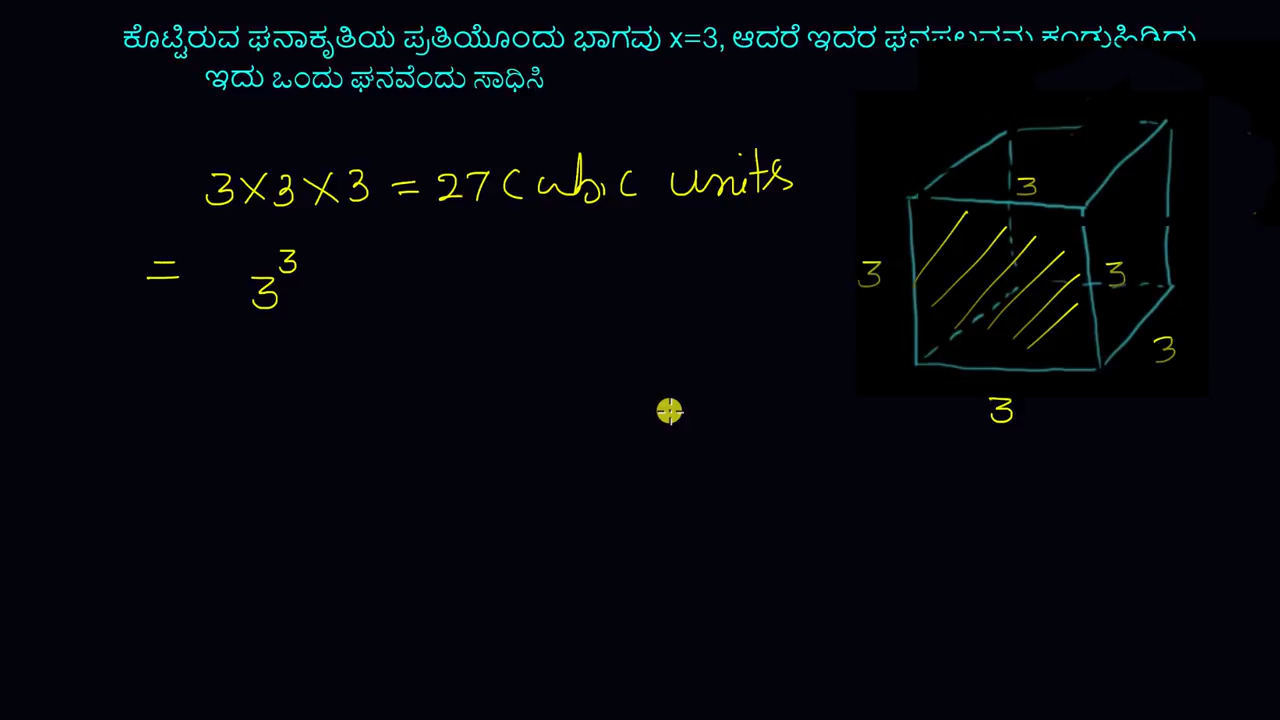 ಕೊಟ್ಟಿರುವ ಘನಾಕೃತಿಯ ಪ್ರತಿಯೊಂದು ಭಾಗವು x=3, ಆದರೆ ಇದರ ಘನಫಲವನ್ನು ಕಂಡುಹಿಡಿದು
ಇದು ಒಂದು ಘನವೆಂದು ಸಾಧಿಸಿ
3×3×3 = 27 Cubic units
= 3³
3
3
3
3
3